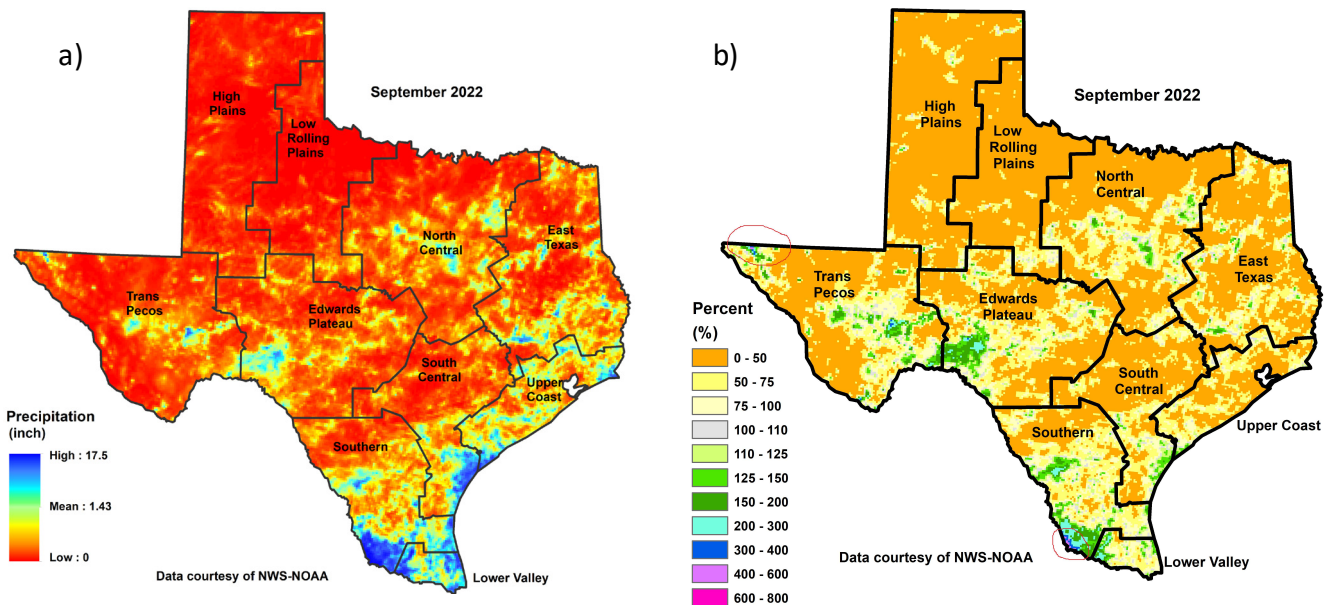 a)
September 2022
High
Plains
Low
Rolling
Plains
North
Central
East
Texas
Trans
Pecos
Edwards
Plateau
South
Central
Upper
Coast
Southern
Lower Valley
Precipitation
(inch)
High : 17.5
Mean : 1.43
Low : 0
Data courtesy of NWS-NOAA
b)
September 2022
High
Plains
Low
Rolling
Plains
North
Central
East
Texas
Trans
Pecos
Edwards
Plateau
South
Central
Upper Coast
Southern
Lower Valley
Percent
(%)
0 - 50
50 - 75
75 - 100
100 - 110
110 - 125
125 - 150
150 - 200
200 - 300
300 - 400
400 - 600
600 - 800
Data courtesy of NWS-NOAA